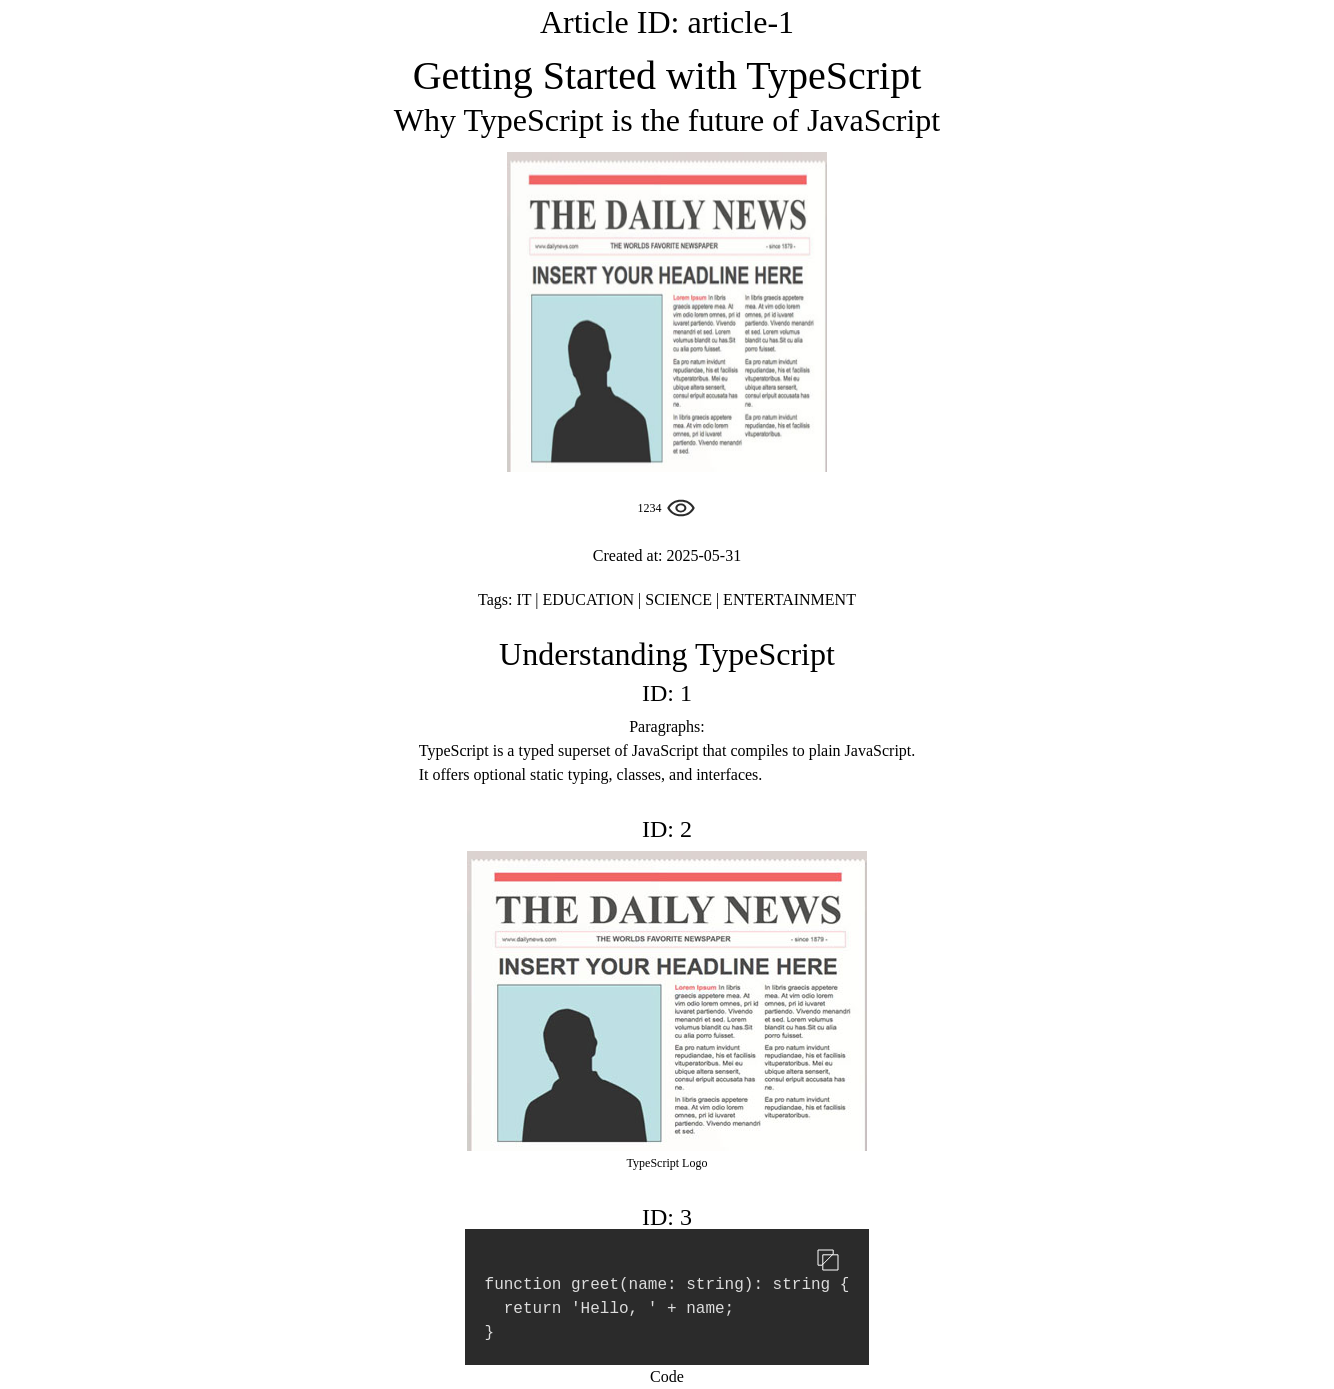 Article ID: article-1
Getting Started with TypeScript
Why TypeScript is the future of JavaScript
THE DAILY NEWS
www.dailynews.com THE WORLDS FAVORITE NEWSPAPER - since 1879 -
INSERT YOUR HEADLINE HERE
Lorem Ipsum In libris
graecis appetere mea. At
vim odio lorem omnes, pri id
iuvaret partiendo. Vivendo
menandri et sed. Lorem
volumus blandit cu has.Sit
cu alia porro fuisset.
Ea pro natum invidunt
repudiandae, his et facilisis
vituperatoribus. Mei eu
ubique altera senserit,
consul eripuit accusata has
ne.
In libris graecis appetere
mea. At vim odio lorem
omnes, pri id iuvaret
partiendo. Vivendo menandri
et sed.
In libris graecis appetere
mea. At vim odio lorem
omnes, pri id iuvaret
partiendo. Vivendo menandri
et sed. Lorem volumus
blandit cu has.Sit cu alia
porro fuisset.
Ea pro natum invidunt
repudiandae, his et facilisis
vituperatoribus. Mei eu
ubique altera senserit,
consul eripuit accusata has
ne.
Ea pro natum invidunt
repudiandae, his et facilisis
vituperatoribus.
1234
Created at: 2025-05-31
Tags: IT | EDUCATION | SCIENCE | ENTERTAINMENT
Understanding TypeScript
ID: 1
Paragraphs:
TypeScript is a typed superset of JavaScript that compiles to plain JavaScript.
It offers optional static typing, classes, and interfaces.
ID: 2
THE DAILY NEWS
www.dailynews.com THE WORLDS FAVORITE NEWSPAPER - since 1879 -
INSERT YOUR HEADLINE HERE
Lorem Ipsum In libris
graecis appetere mea. At
vim odio lorem omnes, pri id
iuvaret partiendo. Vivendo
menandri et sed. Lorem
volumus blandit cu has.Sit
cu alia porro fuisset.
Ea pro natum invidunt
repudiandae, his et facilisis
vituperatoribus. Mei eu
ubique altera senserit,
consul eripuit accusata has
ne.
In libris graecis appetere
mea. At vim odio lorem
omnes, pri id iuvaret
partiendo. Vivendo menandri
et sed.
In libris graecis appetere
mea. At vim odio lorem
omnes, pri id iuvaret
partiendo. Vivendo menandri
et sed. Lorem volumus
blandit cu has.Sit cu alia
porro fuisset.
Ea pro natum invidunt
repudiandae, his et facilisis
vituperatoribus. Mei eu
ubique altera senserit,
consul eripuit accusata has
ne.
Ea pro natum invidunt
repudiandae, his et facilisis
vituperatoribus.
TypeScript Logo
ID: 3
function greet(name: string): string {
  return 'Hello, ' + name;
}
Code